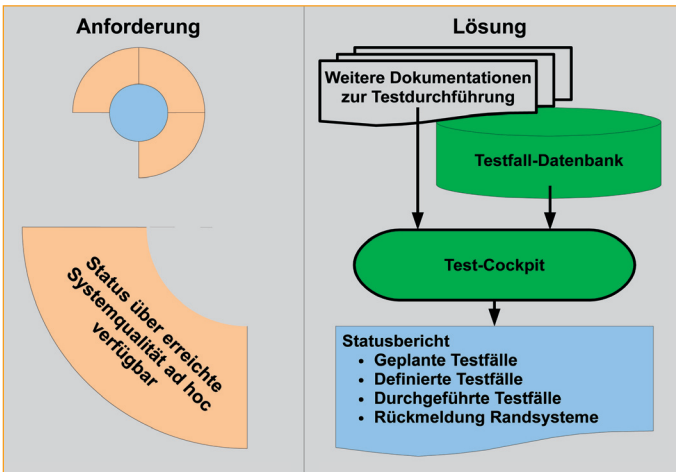 Anforderung
Status über erreichte
Systemqualität ad hoc
verfügbar
Lösung
Weitere Dokumentationen
zur Testdurchführung
Testfall-Datenbank
Test-Cockpit
Statusbericht
• Geplante Testfälle
• Definierte Testfälle
• Durchgeführte Testfälle
• Rückmeldung Randsysteme